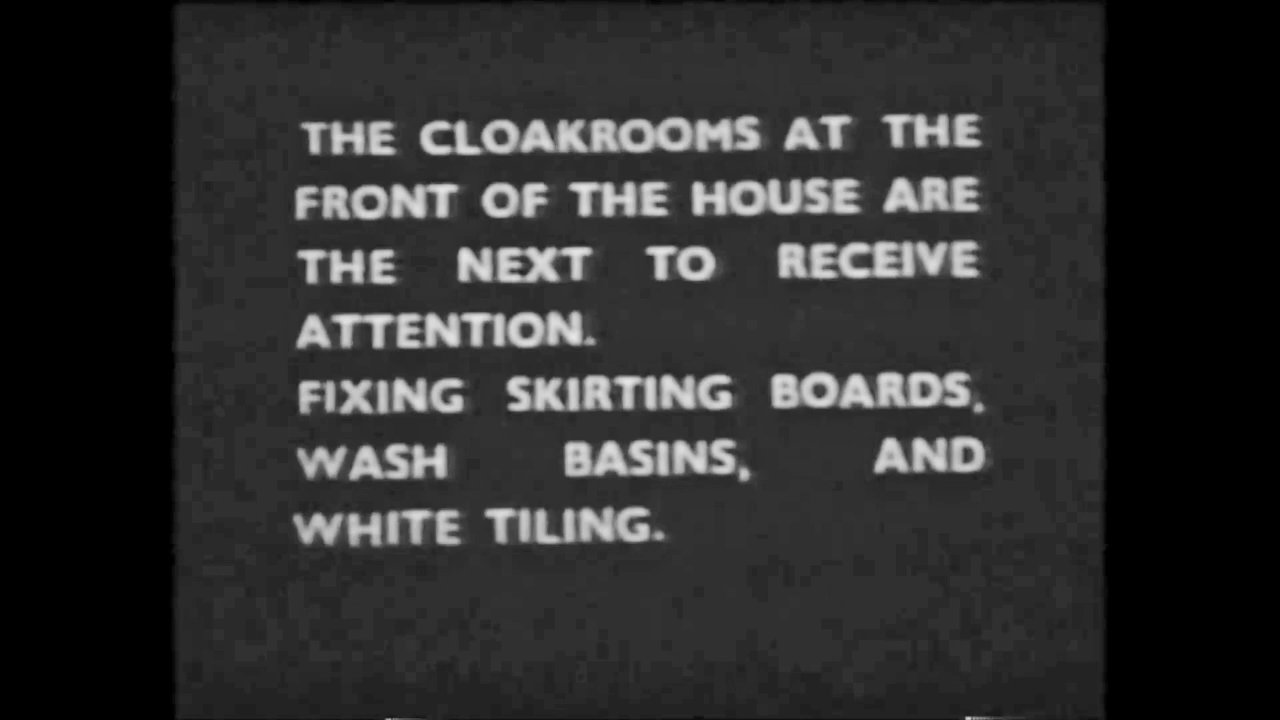 THE CLOAKROOMS AT THE
FRONT OF THE HOUSE ARE
THE NEXT TO RECEIVE
ATTENTION.
FIXING SKIRTING BOARDS,
WASH BASINS, AND
WHITE TILING.